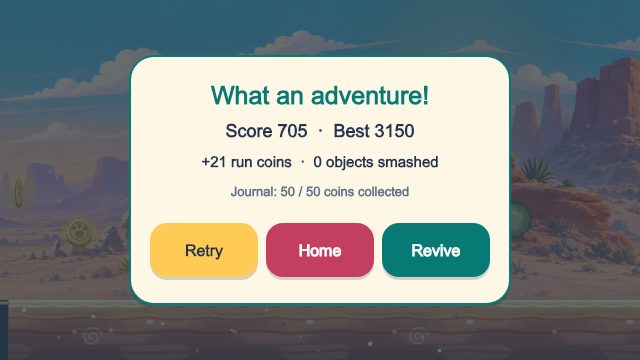 What an adventure!
Score 705 · Best 3150
+21 run coins · 0 objects smashed
Journal: 50 / 50 coins collected
Retry Home Revive